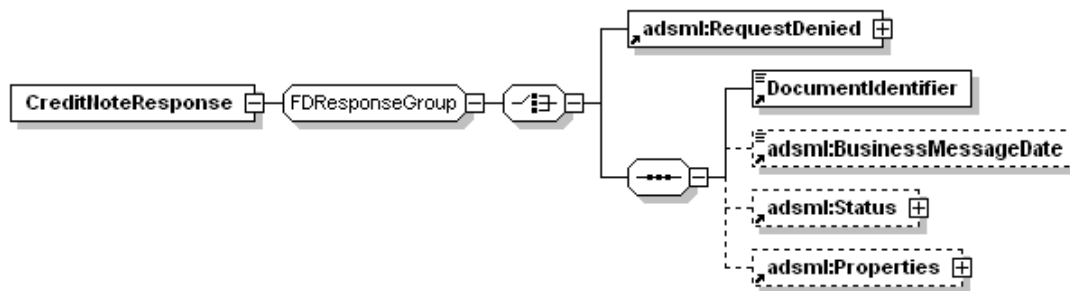 adsml:RequestDenied
CreditNoteResponse
FDResponseGroup
DocumentIdentifier
adsml:BusinessMessageDate
adsml:Status
adsml:Properties